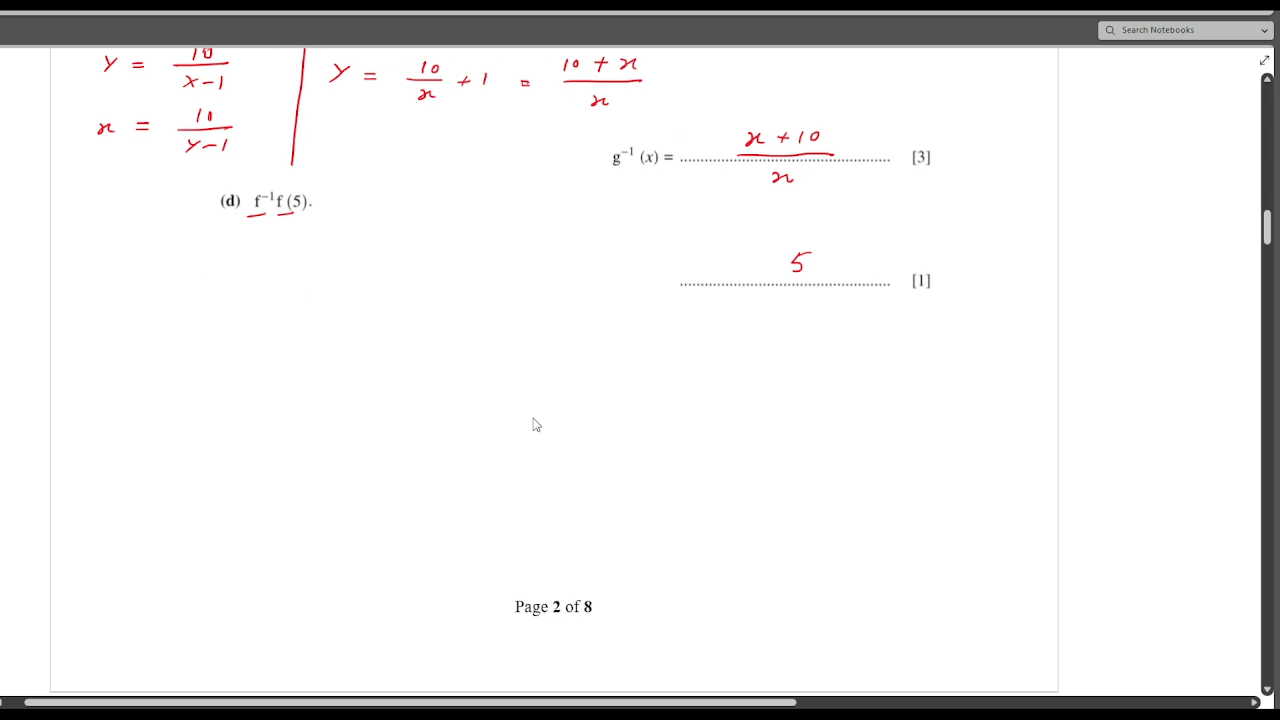 Search Notebooks
y = 10 / x-1
y = 10/x + 1 = 10 + x / x
x = 10 / y-1
g⁻¹ (x) = x + 10 / x [3]
(d) f⁻¹f (5).
5 [1]
Page 2 of 8